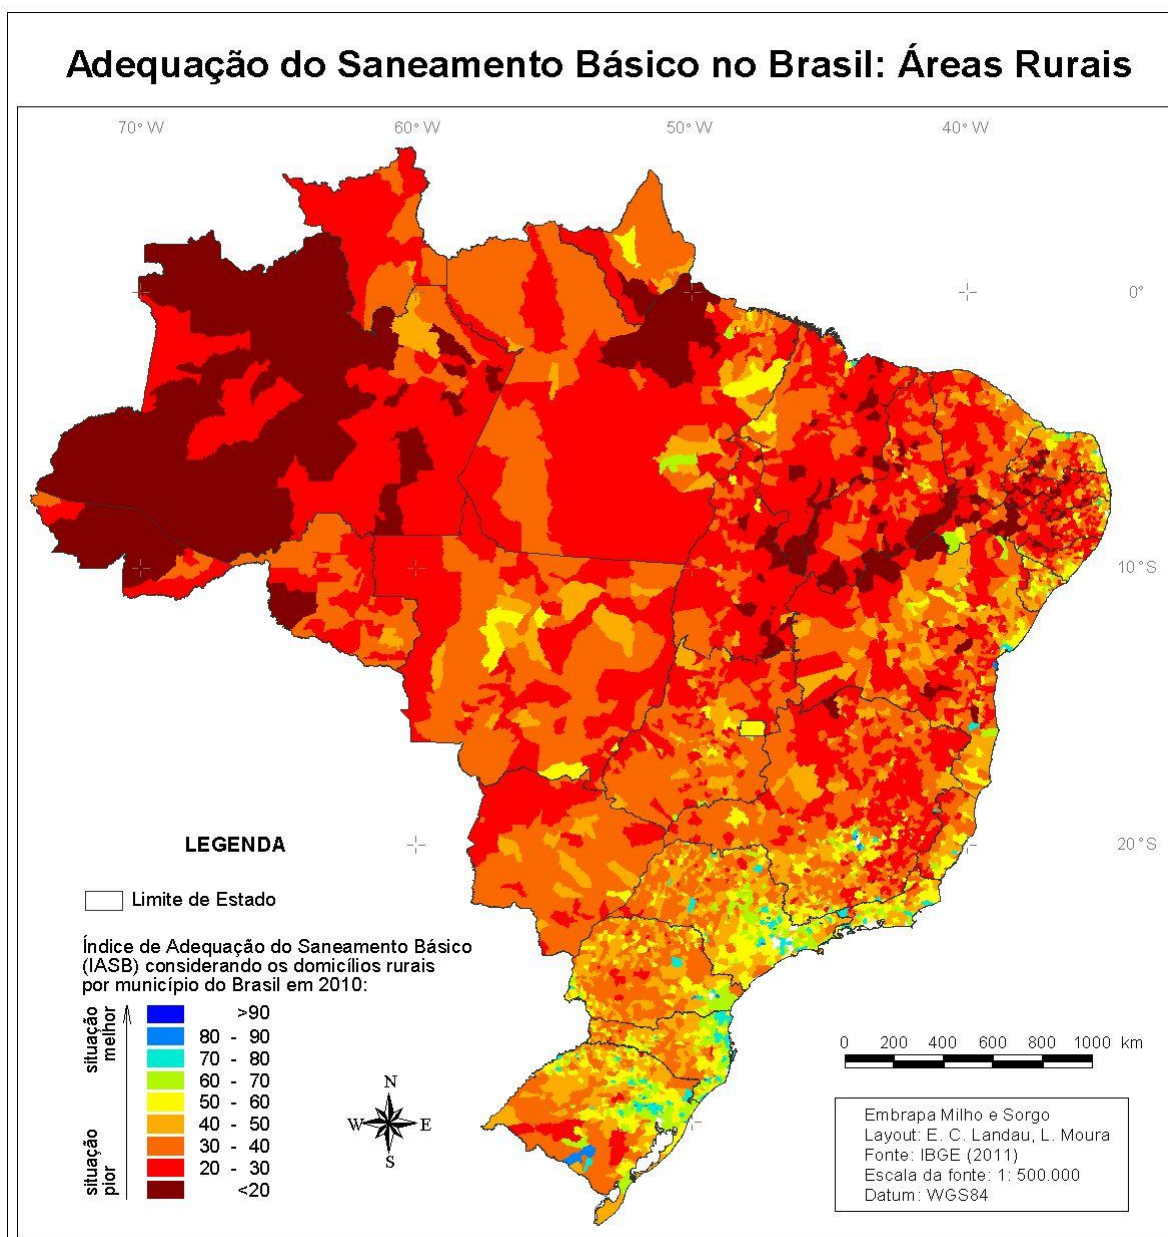 Adequação do Saneamento Básico no Brasil: Áreas Rurais
70° W 60° W 50° W 40° W
0°
10° S
20° S
LEGENDA
Limite de Estado
Índice de Adequação do Saneamento Básico
(IASB) considerando os domicílios rurais
por município do Brasil em 2010:
situação
melhor
situação
pior
>90
80 - 90
70 - 80
60 - 70
50 - 60
40 - 50
30 - 40
20 - 30
<20
N
W E
S
0 200 400 600 800 1000 km
Embrapa Milho e Sorgo
Layout: E. C. Landau, L. Moura
Fonte: IBGE (2011)
Escala da fonte: 1: 500.000
Datum : WGS84